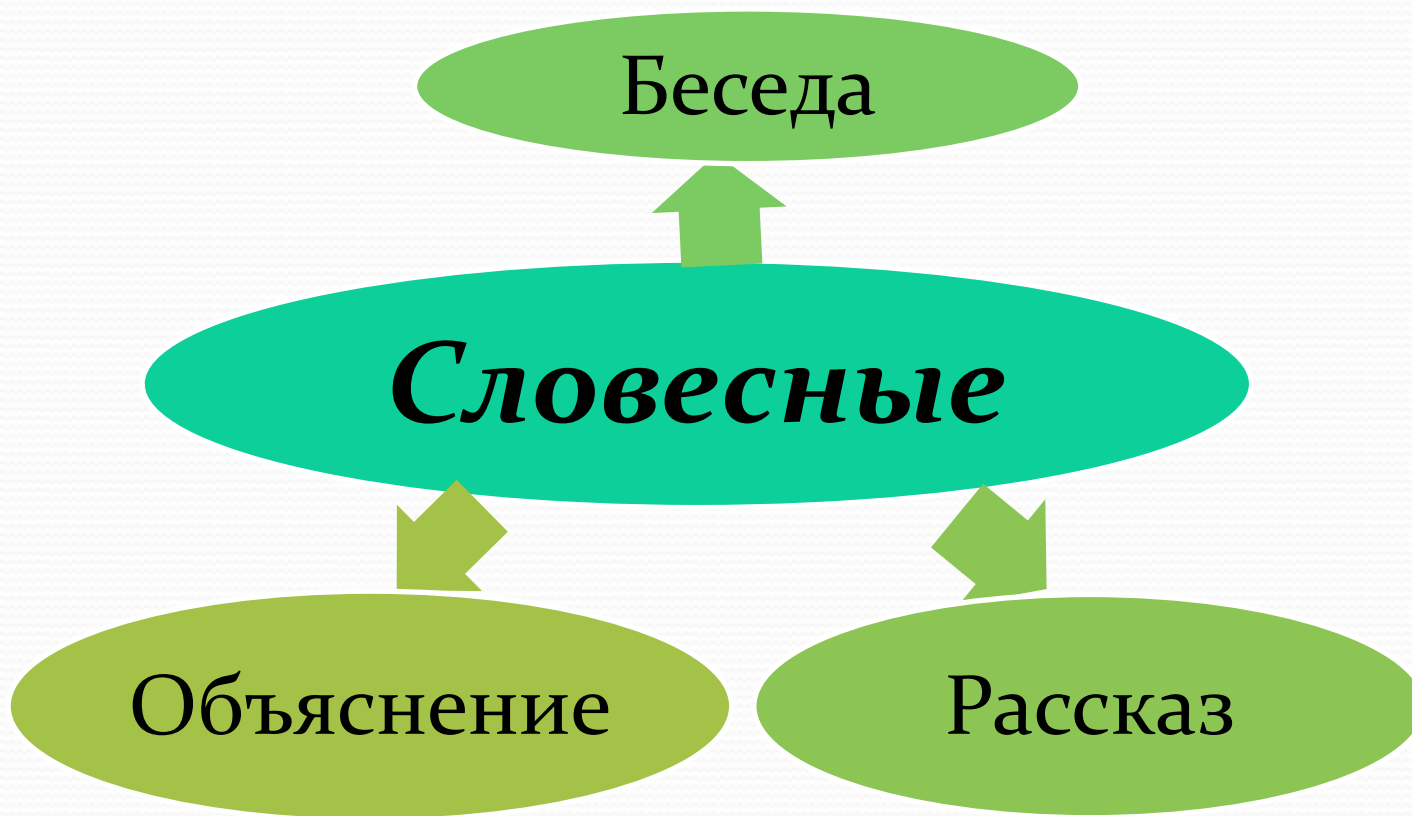 Беседа
Словесные
Объяснение
Рассказ